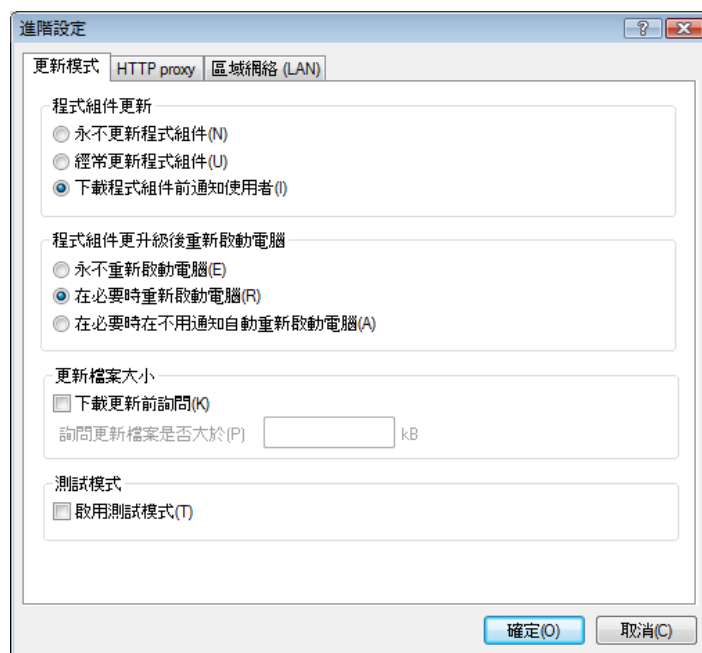 進階設定
更新模式 HTTP proxy 區域網絡 (LAN)
程式組件更新
永不更新程式組件(N)
經常更新程式組件(U)
下載程式組件前通知使用者(I)
程式組件更升級後重新啟動電腦
永不重新啟動電腦(E)
在必要時重新啟動電腦(R)
在必要時在不用通知自動重新啟動電腦(A)
更新檔案大小
下載更新前詢問(K)
詢問更新檔案是否大於(P) kB
測試模式
啟用測試模式(T)
確定(O) 取消(C)